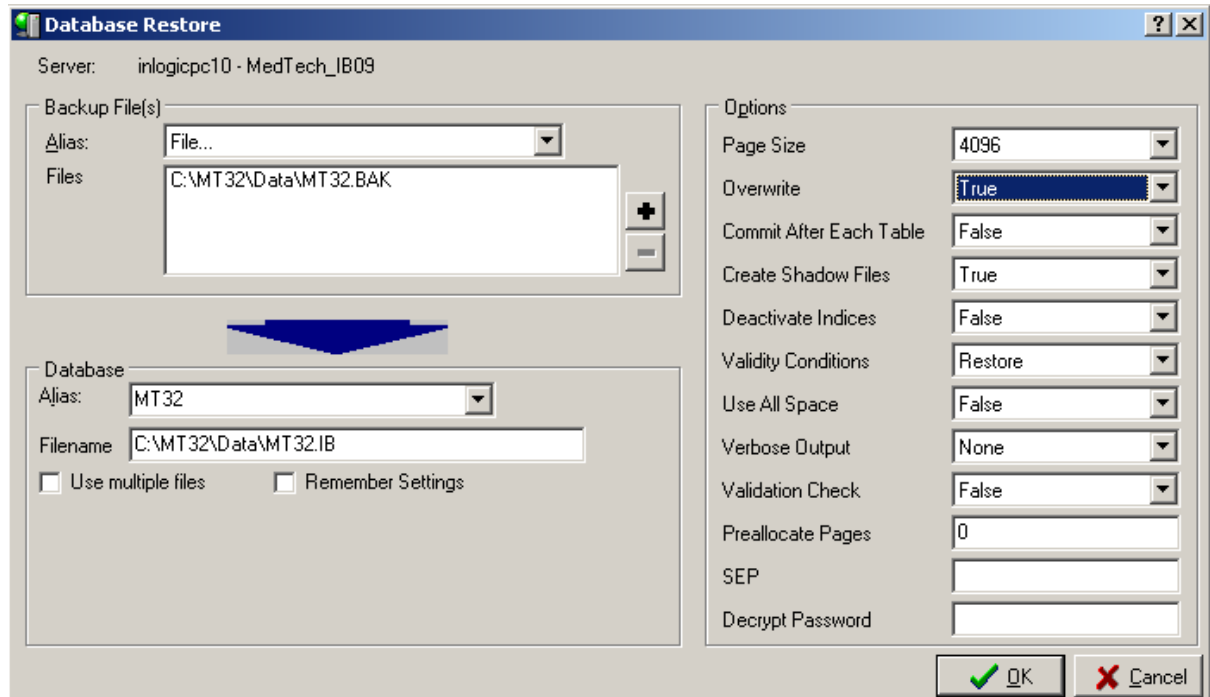 Database Restore
Server: inlogicpc10 - MedTech_IB09
Backup File(s)
Alias: File...
Files C:\MT32\Data\MT32.BAK
Database
Alias: MT32
Filename C:\MT32\Data\MT32.IB
Use multiple files Remember Settings
Options
Page Size 4096
Overwrite True
Commit After Each Table False
Create Shadow Files True
Deactivate Indices False
Validity Conditions Restore
Use All Space False
Verbose Output None
Validation Check False
Preallocate Pages 0
SEP
Decrypt Password
OK Cancel